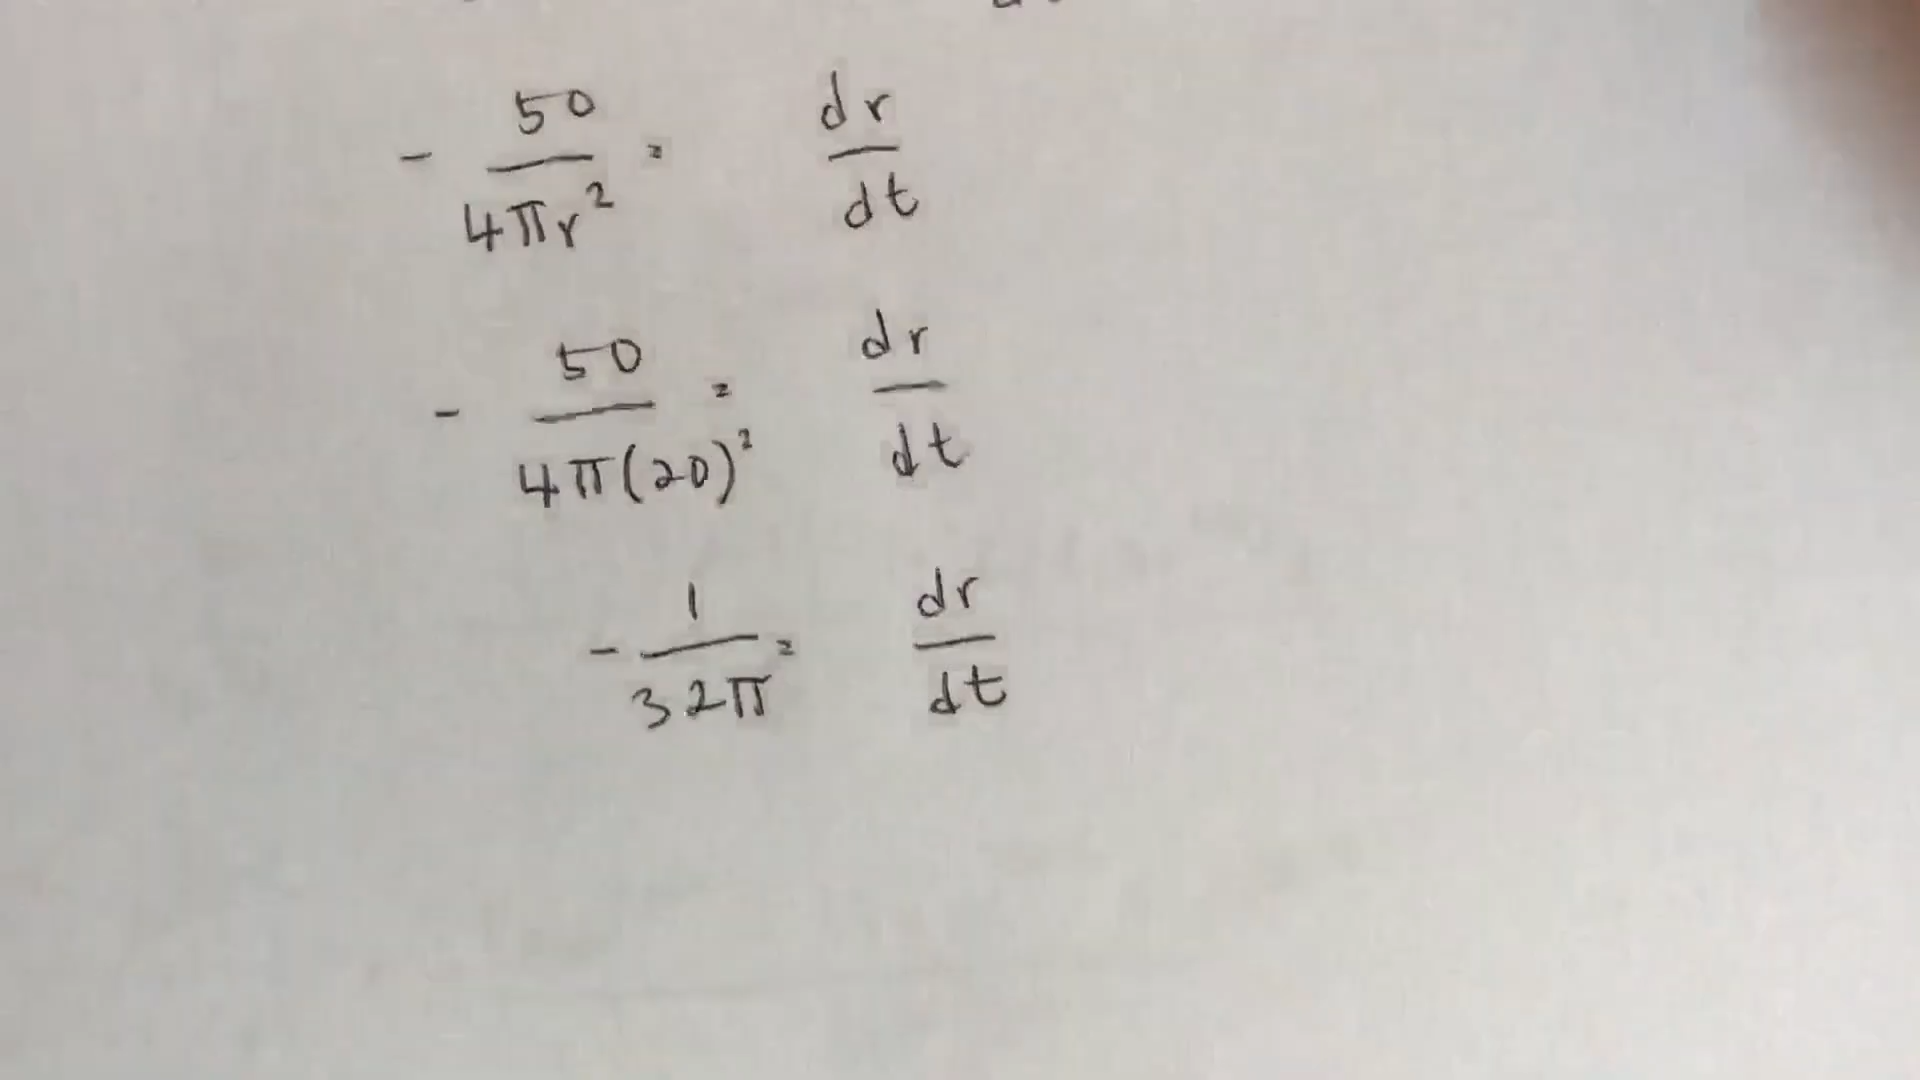 - 50/4πr² = dr/dt
- 50/4π(20)² = dr/dt
- 1/32π = dr/dt